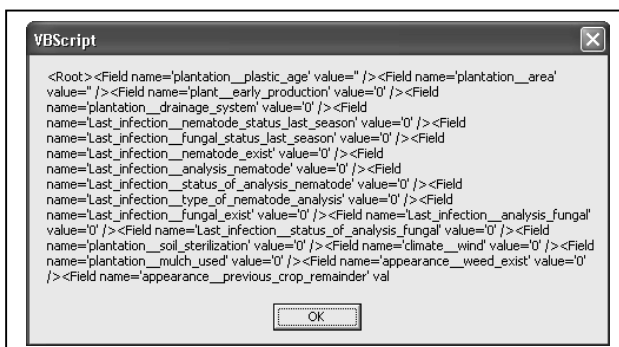 VBScript
<Root><Field name='plantation__plastic_age' value='' /><Field name='plantation__area'
value='' /><Field name='plant__early_production' value='0' /><Field
name='plantation__drainage_system' value='0' /><Field
name='Last_infection__nematode_status_last_season' value='0' /><Field
name='Last_infection__fungal_status_last_season' value='0' /><Field
name='Last_infection__nematode_exist' value='0' /><Field
name='Last_infection__analysis_nematode' value='0' /><Field
name='Last_infection__status_of_analysis_nematode' value='0' /><Field
name='Last_infection__type_of_nematode_analysis' value='0' /><Field
name='Last_infection__fungal_exist' value='0' /><Field name='Last_infection__analysis_fungal'
value='0' /><Field name='Last_infection__status_of_analysis_fungal' value='0' /><Field
name='plantation__soil_sterilization' value='0' /><Field name='climate__wind' value='0' /><Field
name='plantation__mulch_used' value='0' /><Field name='appearance__weed_exist' value='0'
/><Field name='appearance__previous_crop_remainder' val
OK